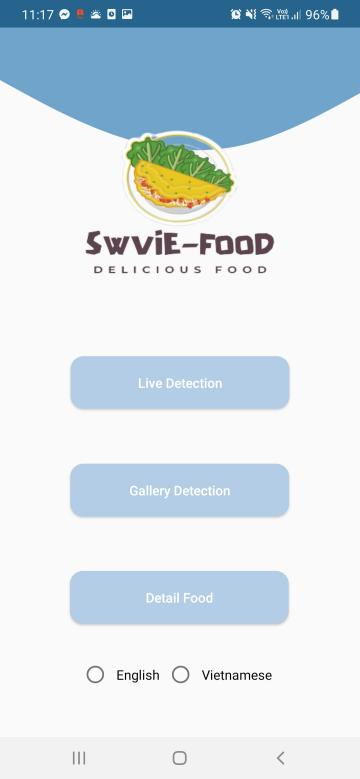 11:17 96%
SWVIE-FOOD
DELICIOUS FOOD
Live Detection
Gallery Detection
Detail Food
English Vietnamese